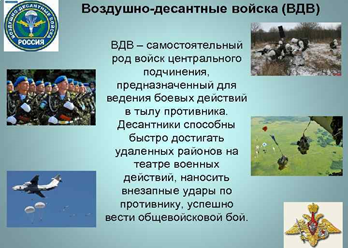 Воздушно-десантные войска (ВДВ)
РОССИЯ
ВДВ – самостоятельный
род войск центрального
подчинения,
предназначенный для
ведения боевых действий
в тылу противника.
Десантники способны
быстро достигать
удаленных районов на
театре военных
действий, наносить
внезапные удары по
противнику, успешно
вести общевойсковой бой.